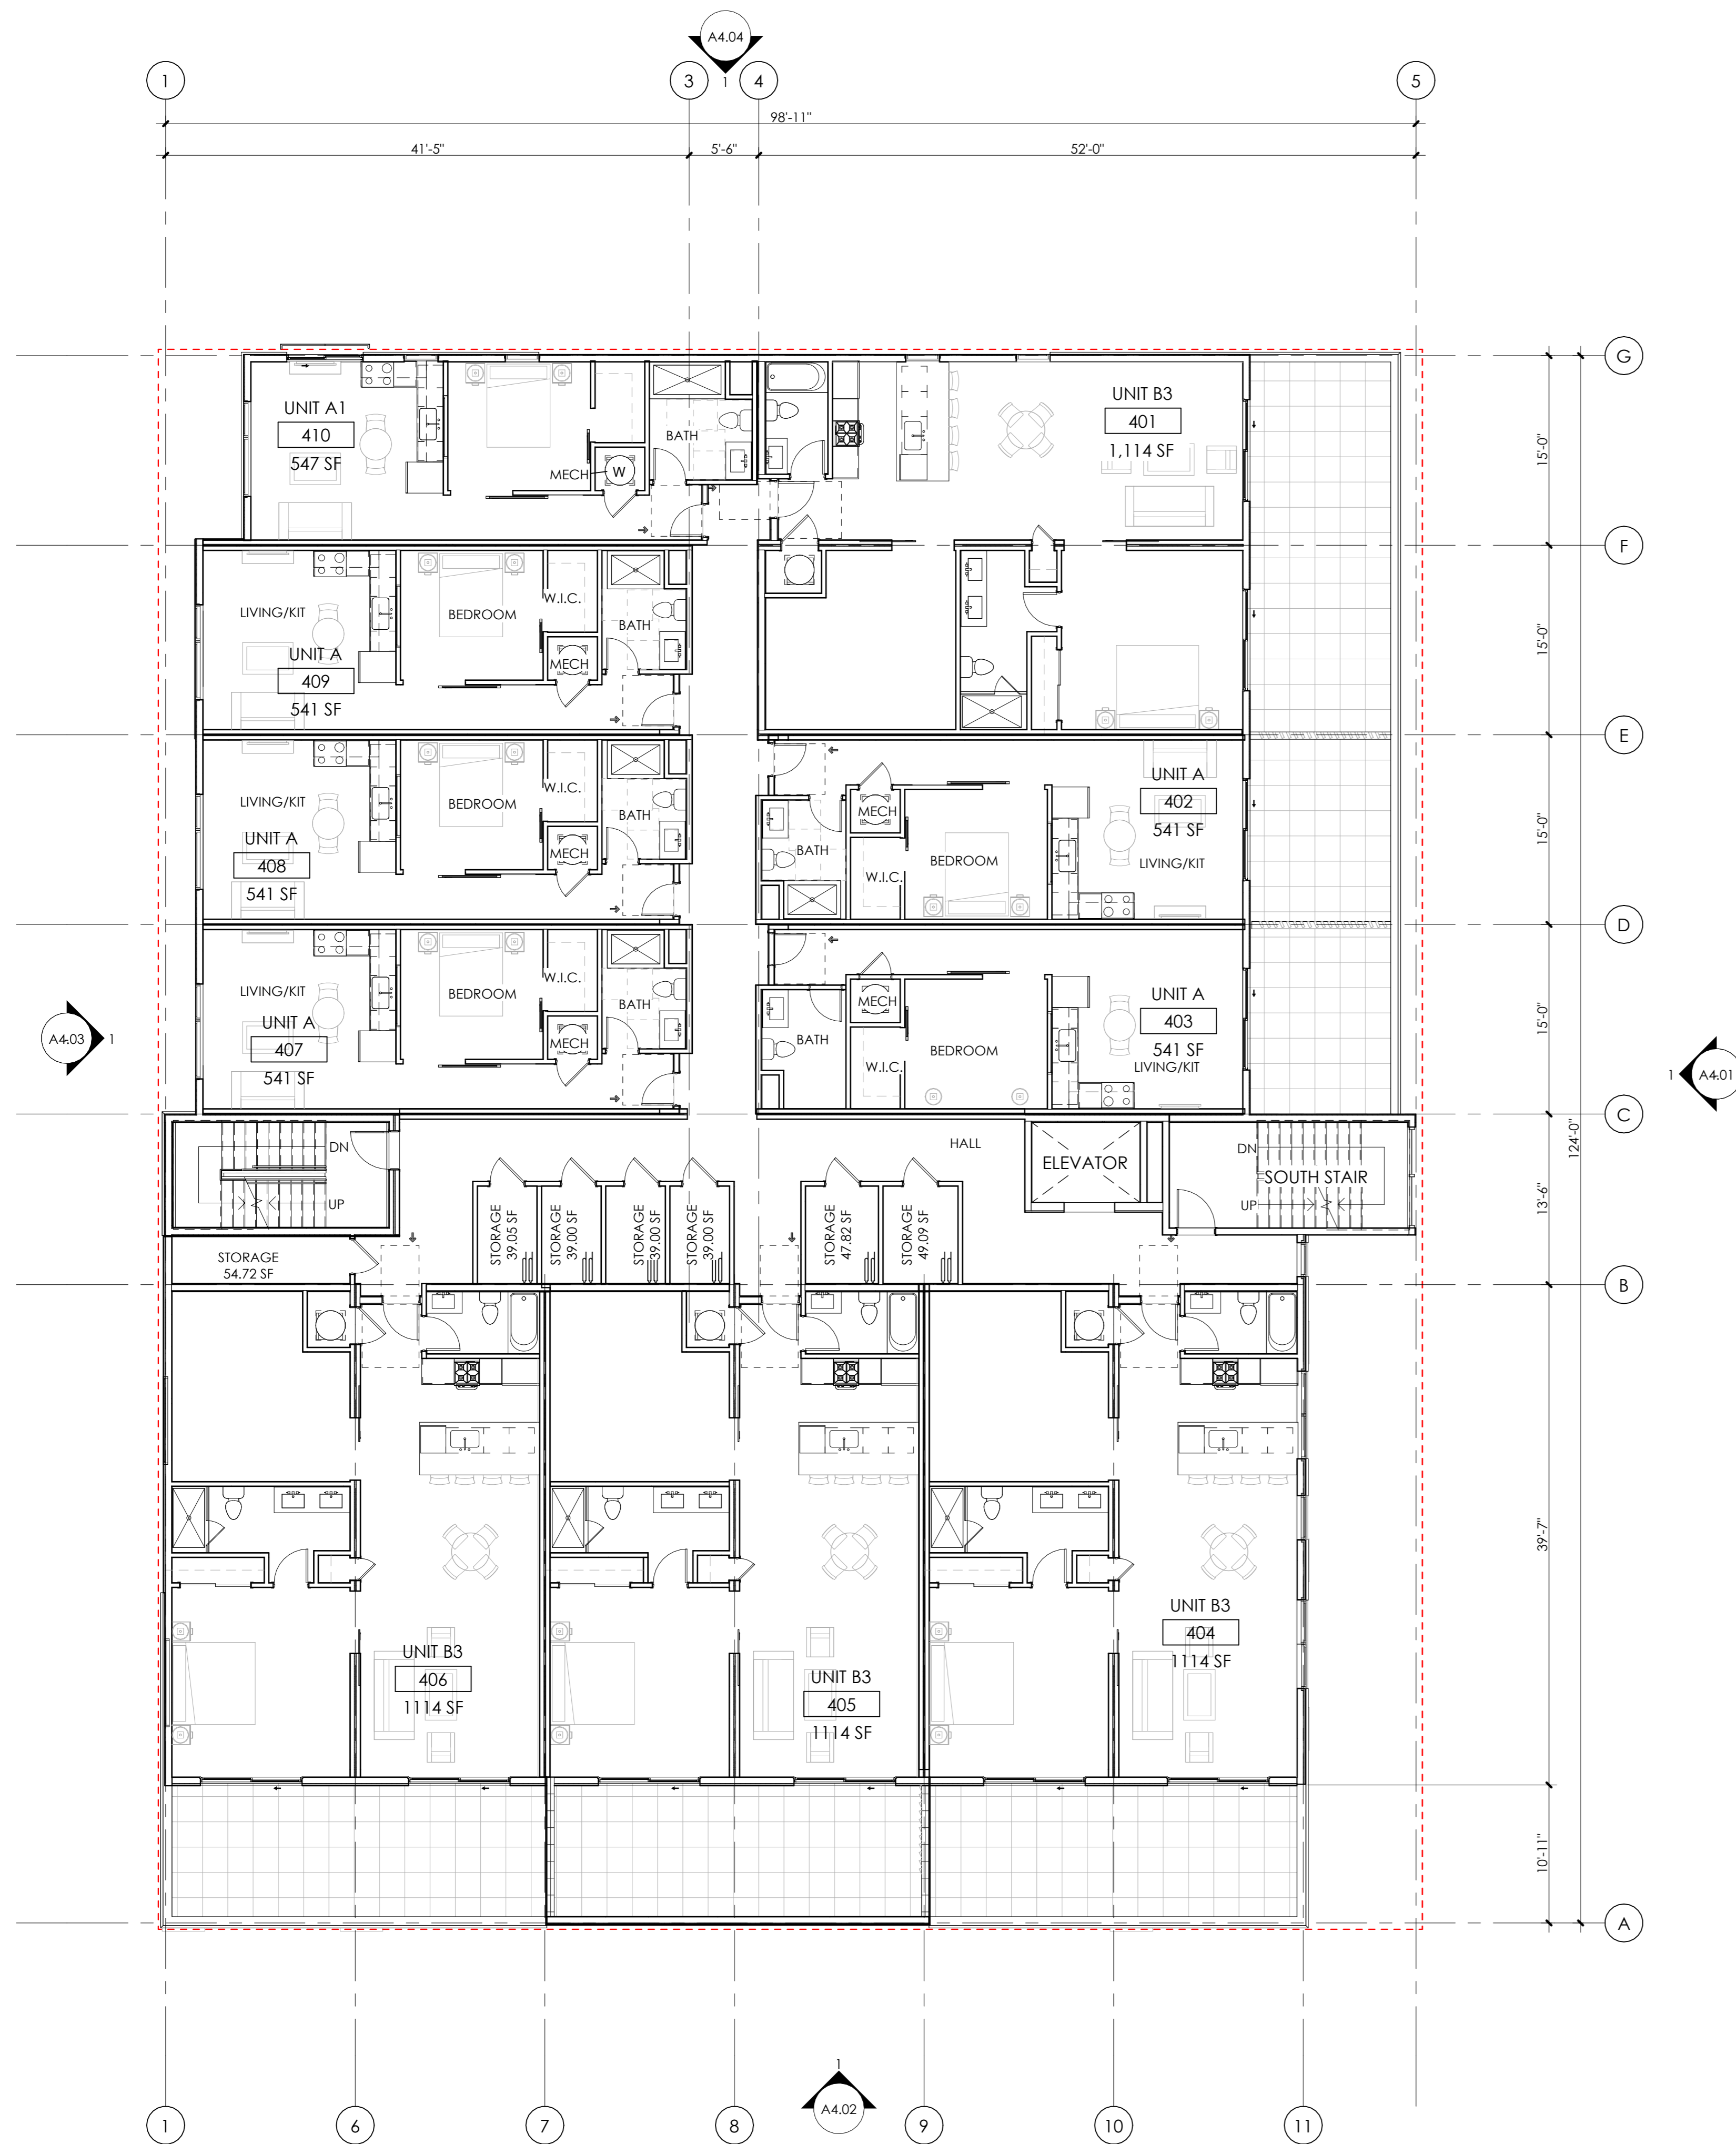 A4.04
1
1
3
4
5
98'-11"
41'-5"
5'-6"
52'-0"
G
UNIT A1
410
547 SF
MECH
W
BATH
UNIT B3
401
1,114 SF
15'-0"
F
LIVING/KIT
UNIT A
409
541 SF
BEDROOM
W.I.C.
MECH
BATH
15'-0"
E
LIVING/KIT
UNIT A
408
541 SF
BEDROOM
W.I.C.
MECH
BATH
MECH
BATH
W.I.C.
BEDROOM
UNIT A
402
541 SF
LIVING/KIT
15'-0"
D
LIVING/KIT
UNIT A
407
541 SF
BEDROOM
W.I.C.
MECH
BATH
MECH
BATH
W.I.C.
BEDROOM
UNIT A
403
541 SF
LIVING/KIT
15'-0"
A4.03
1
1
A4.01
C
124'-0"
DN
UP
HALL
ELEVATOR
DN
SOUTH STAIR
UP
13'-6"
STORAGE
39.05 SF
STORAGE
39.00 SF
STORAGE
39.00 SF
STORAGE
39.00 SF
STORAGE
47.82 SF
STORAGE
49.09 SF
STORAGE
54.72 SF
B
39'-7"
UNIT B3
406
1114 SF
UNIT B3
405
1114 SF
UNIT B3
404
1114 SF
10'-11"
A
1
A4.02
1
6
7
8
9
10
11